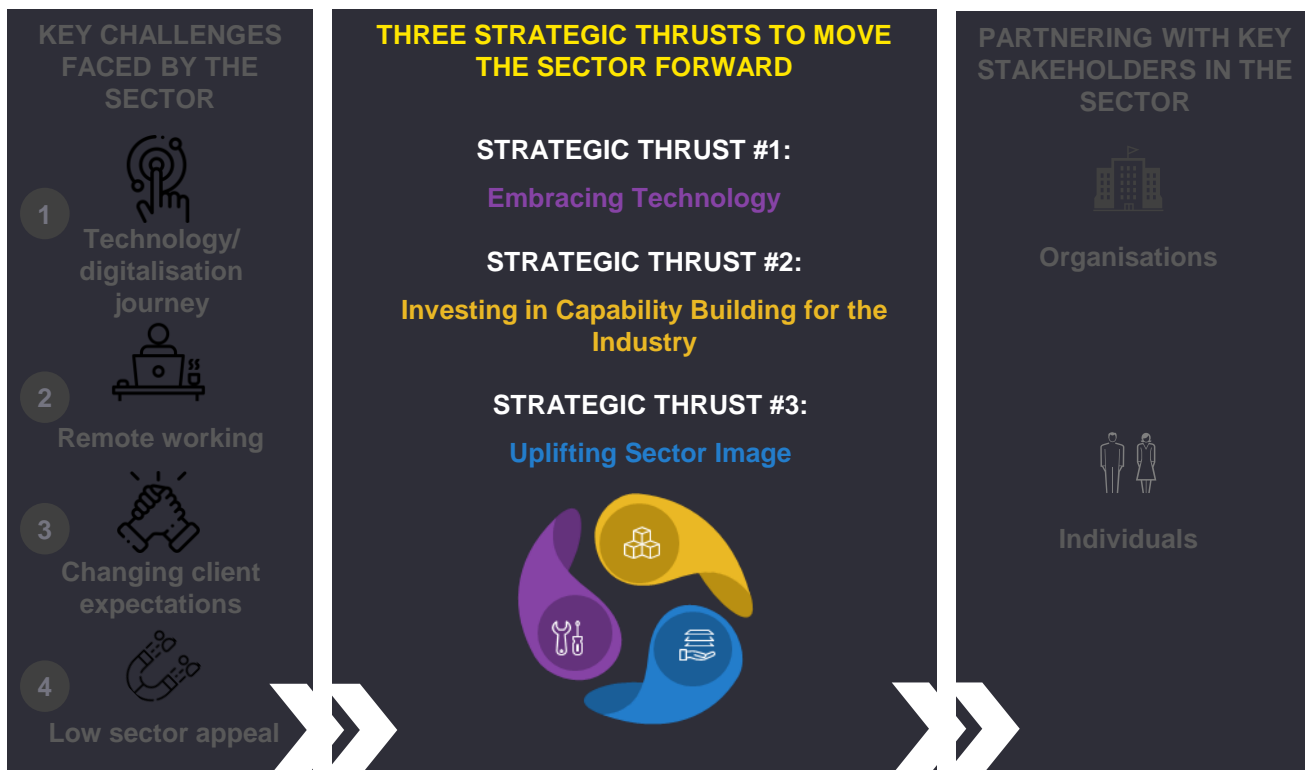 KEY CHALLENGES
FACED BY THE
SECTOR
1
Technology/
digitalisation
journey
2
Remote working
3
Changing client
expectations
4
Low sector appeal
THREE STRATEGIC THRUSTS TO MOVE
THE SECTOR FORWARD
STRATEGIC THRUST #1:
Embracing Technology
STRATEGIC THRUST #2:
Investing in Capability Building for the
Industry
STRATEGIC THRUST #3:
Uplifting Sector Image
PARTNERING WITH KEY
STAKEHOLDERS IN THE
SECTOR
Organisations
Individuals